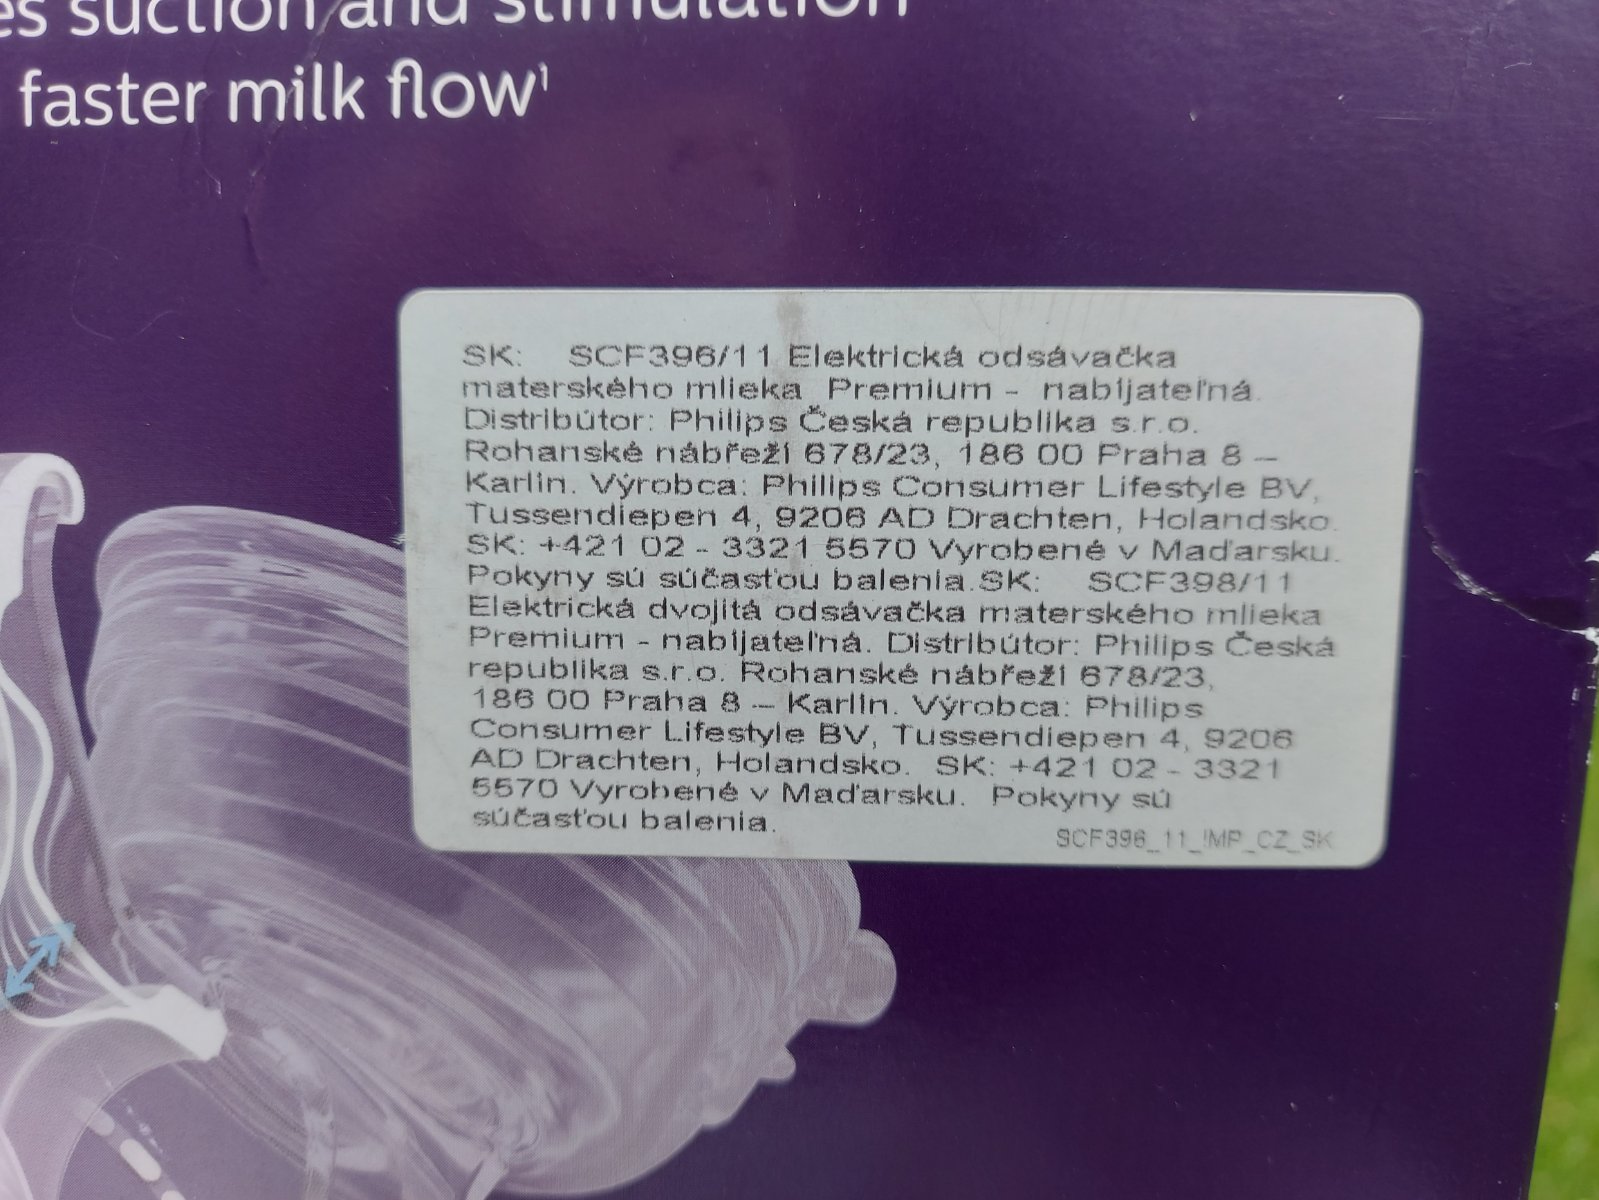 es suction and stimulation
faster milk flow¹
SK: SCF396/11 Elektrická odsávačka
materského mlieka Premium - nabíjateľná.
Distribútor: Philips Česká republika s.r.o.
Rohanské nábřeží 678/23, 186 00 Praha 8 –
Karlín. Výrobca: Philips Consumer Lifestyle BV,
Tussendiepen 4, 9206 AD Drachten, Holandsko.
SK: +421 02 - 3321 5570 Vyrobené v Maďarsku.
Pokyny sú súčasťou balenia.SK: SCF398/11
Elektrická dvojitá odsávačka materského mlieka
Premium - nabíjateľná. Distribútor: Philips Česká
republika s.r.o. Rohanské nábřeží 678/23,
186 00 Praha 8 – Karlín. Výrobca: Philips
Consumer Lifestyle BV, Tussendiepen 4, 9206
AD Drachten, Holandsko. SK: +421 02 - 3321
5570 Vyrobené v Maďarsku. Pokyny sú
súčasťou balenia.
SCF396_11_IMP_CZ_SK